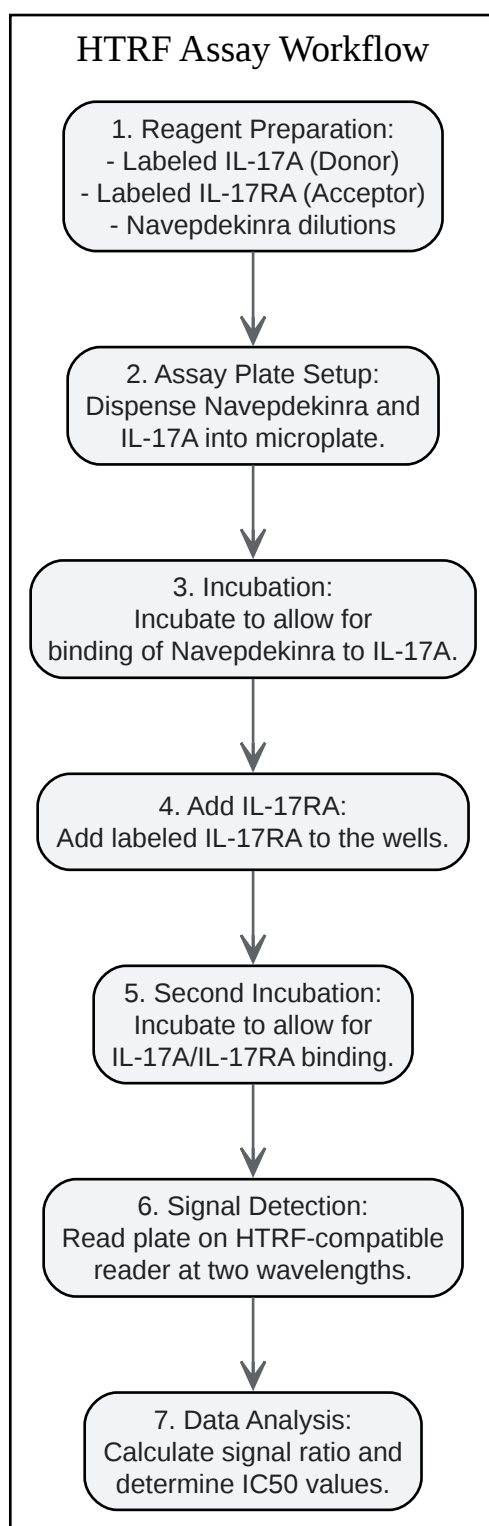 HTRF Assay Workflow
1. Reagent Preparation:
- Labeled IL-17A (Donor)
- Labeled IL-17RA (Acceptor)
- Navepdekinra dilutions
2. Assay Plate Setup:
Dispense Navepdekinra and
IL-17A into microplate.
3. Incubation:
Incubate to allow for
binding of Navepdekinra to IL-17A.
4. Add IL-17RA:
Add labeled IL-17RA to the wells.
5. Second Incubation:
Incubate to allow for
IL-17A/IL-17RA binding.
6. Signal Detection:
Read plate on HTRF-compatible
reader at two wavelengths.
7. Data Analysis:
Calculate signal ratio and
determine IC50 values.